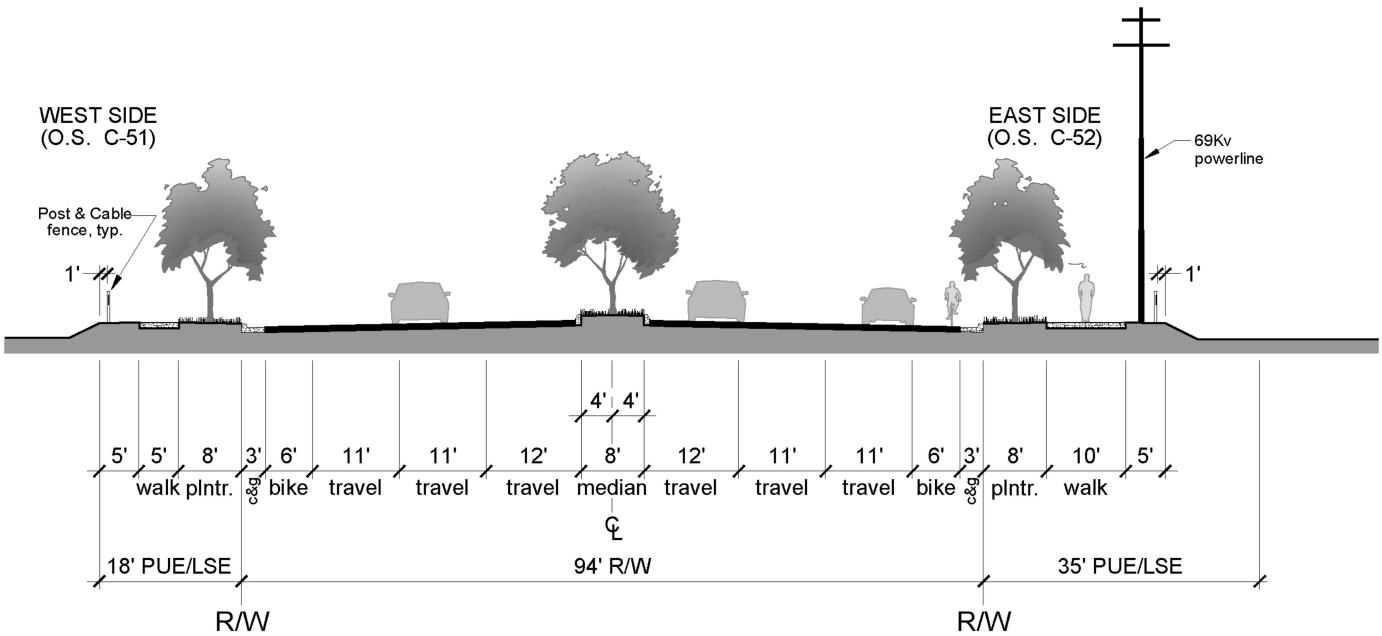 WEST SIDE
(O.S. C-51)
EAST SIDE
(O.S. C-52)
69Kv
powerline
Post & Cable
fence, typ.
1'
1'
4' 4'
5' 5' 8' 3' 6' 11' 11' 12' 8' 12' 11' 11' 6' 3' 8' 10' 5'
walk plntr. c&g bike travel travel travel median travel travel travel bike c&g plntr. walk
CL
18' PUE/LSE 94' R/W 35' PUE/LSE
R/W R/W